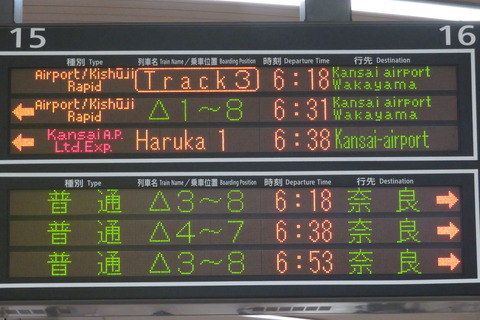 15 16
種別 Type 列車名 Train Name / 乗車位置 Boarding Position 時刻 Departure Time 行先 Destination
Airport/Kishūji Rapid Track3 6:18 Kansai airport Wakayama
← Airport/Kishūji Rapid △1～8 6:31 Kansai airport Wakayama
← Kansai A.P. Ltd.Exp. Haruka 1 6:38 Kansai-airport
種別 Type 列車名 Train Name / 乗車位置 Boarding Position 時刻 Departure Time 行先 Destination
普通 △3～8 6:18 奈良 →
普通 △4～7 6:38 奈良 →
普通 △3～8 6:53 奈良 →